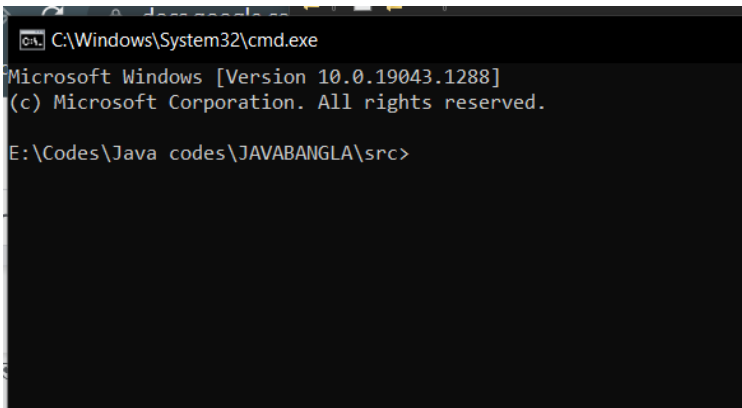 C:\Windows\System32\cmd.exe
Microsoft Windows [Version 10.0.19043.1288]
(c) Microsoft Corporation. All rights reserved.
E:\Codes\Java codes\JAVABANGLA\src>